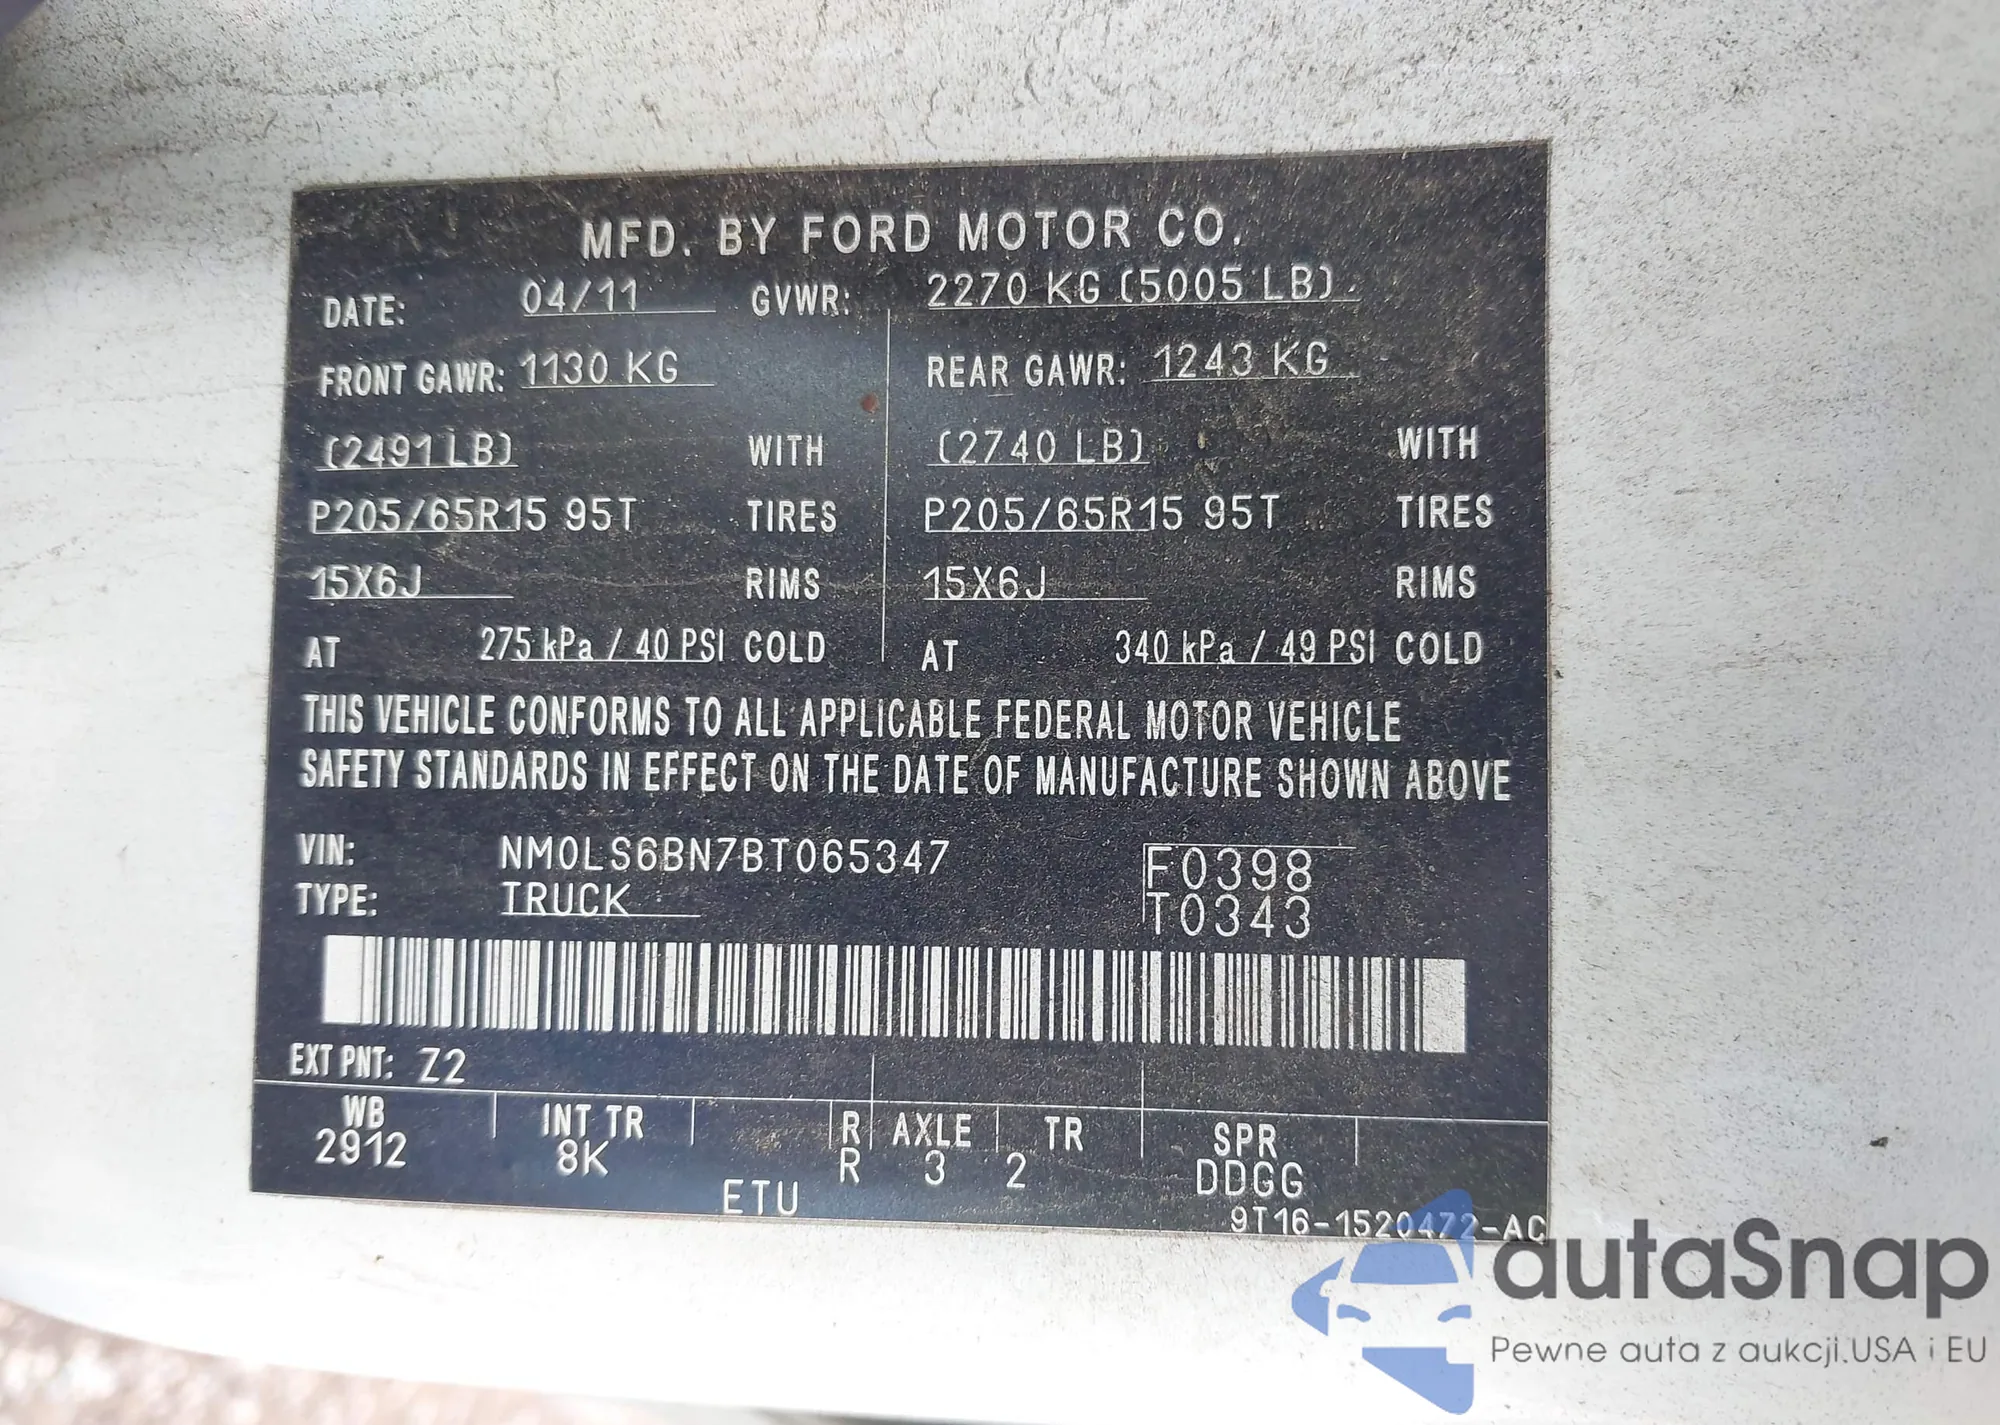 MFD. BY FORD MOTOR CO.
DATE: 04/11 GVWR: 2270 KG (5005 LB)
FRONT GAWR: 1130 KG REAR GAWR: 1243 KG
(2491 LB) WITH (2740 LB) WITH
P205/65R15 95T TIRES P205/65R15 95T TIRES
15X6J RIMS 15X6J RIMS
AT 275 kPa / 40 PSI COLD AT 340 kPa / 49 PSI COLD
THIS VEHICLE CONFORMS TO ALL APPLICABLE FEDERAL MOTOR VEHICLE
SAFETY STANDARDS IN EFFECT ON THE DATE OF MANUFACTURE SHOWN ABOVE
VIN: NM0LS6BN7BT065347 F0398
TYPE: TRUCK T0343
EXT PNT: Z2
WB INT TR R AXLE TR SPR
2912 8K R 3 2 DDGG
ETU
9T16-1520472-AC
autaSnap
Pewne auta z aukcji.USA i EU